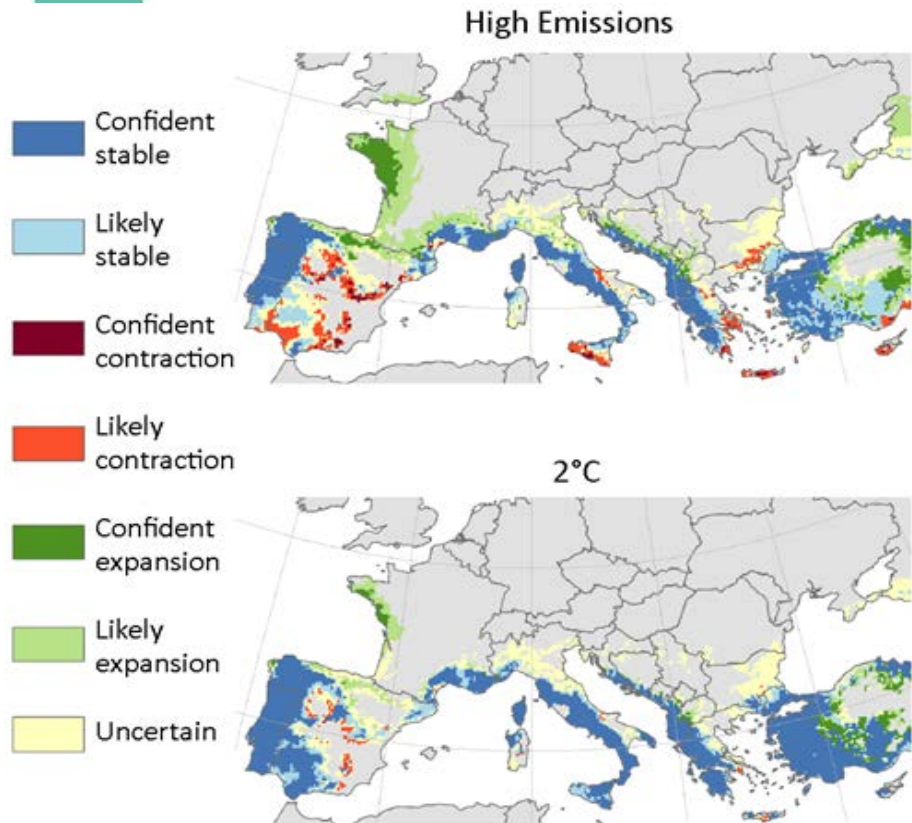 High Emissions
Confident
stable
Likely
stable
Confident
contraction
Likely
contraction
Confident
expansion
Likely
expansion
Uncertain
2°C